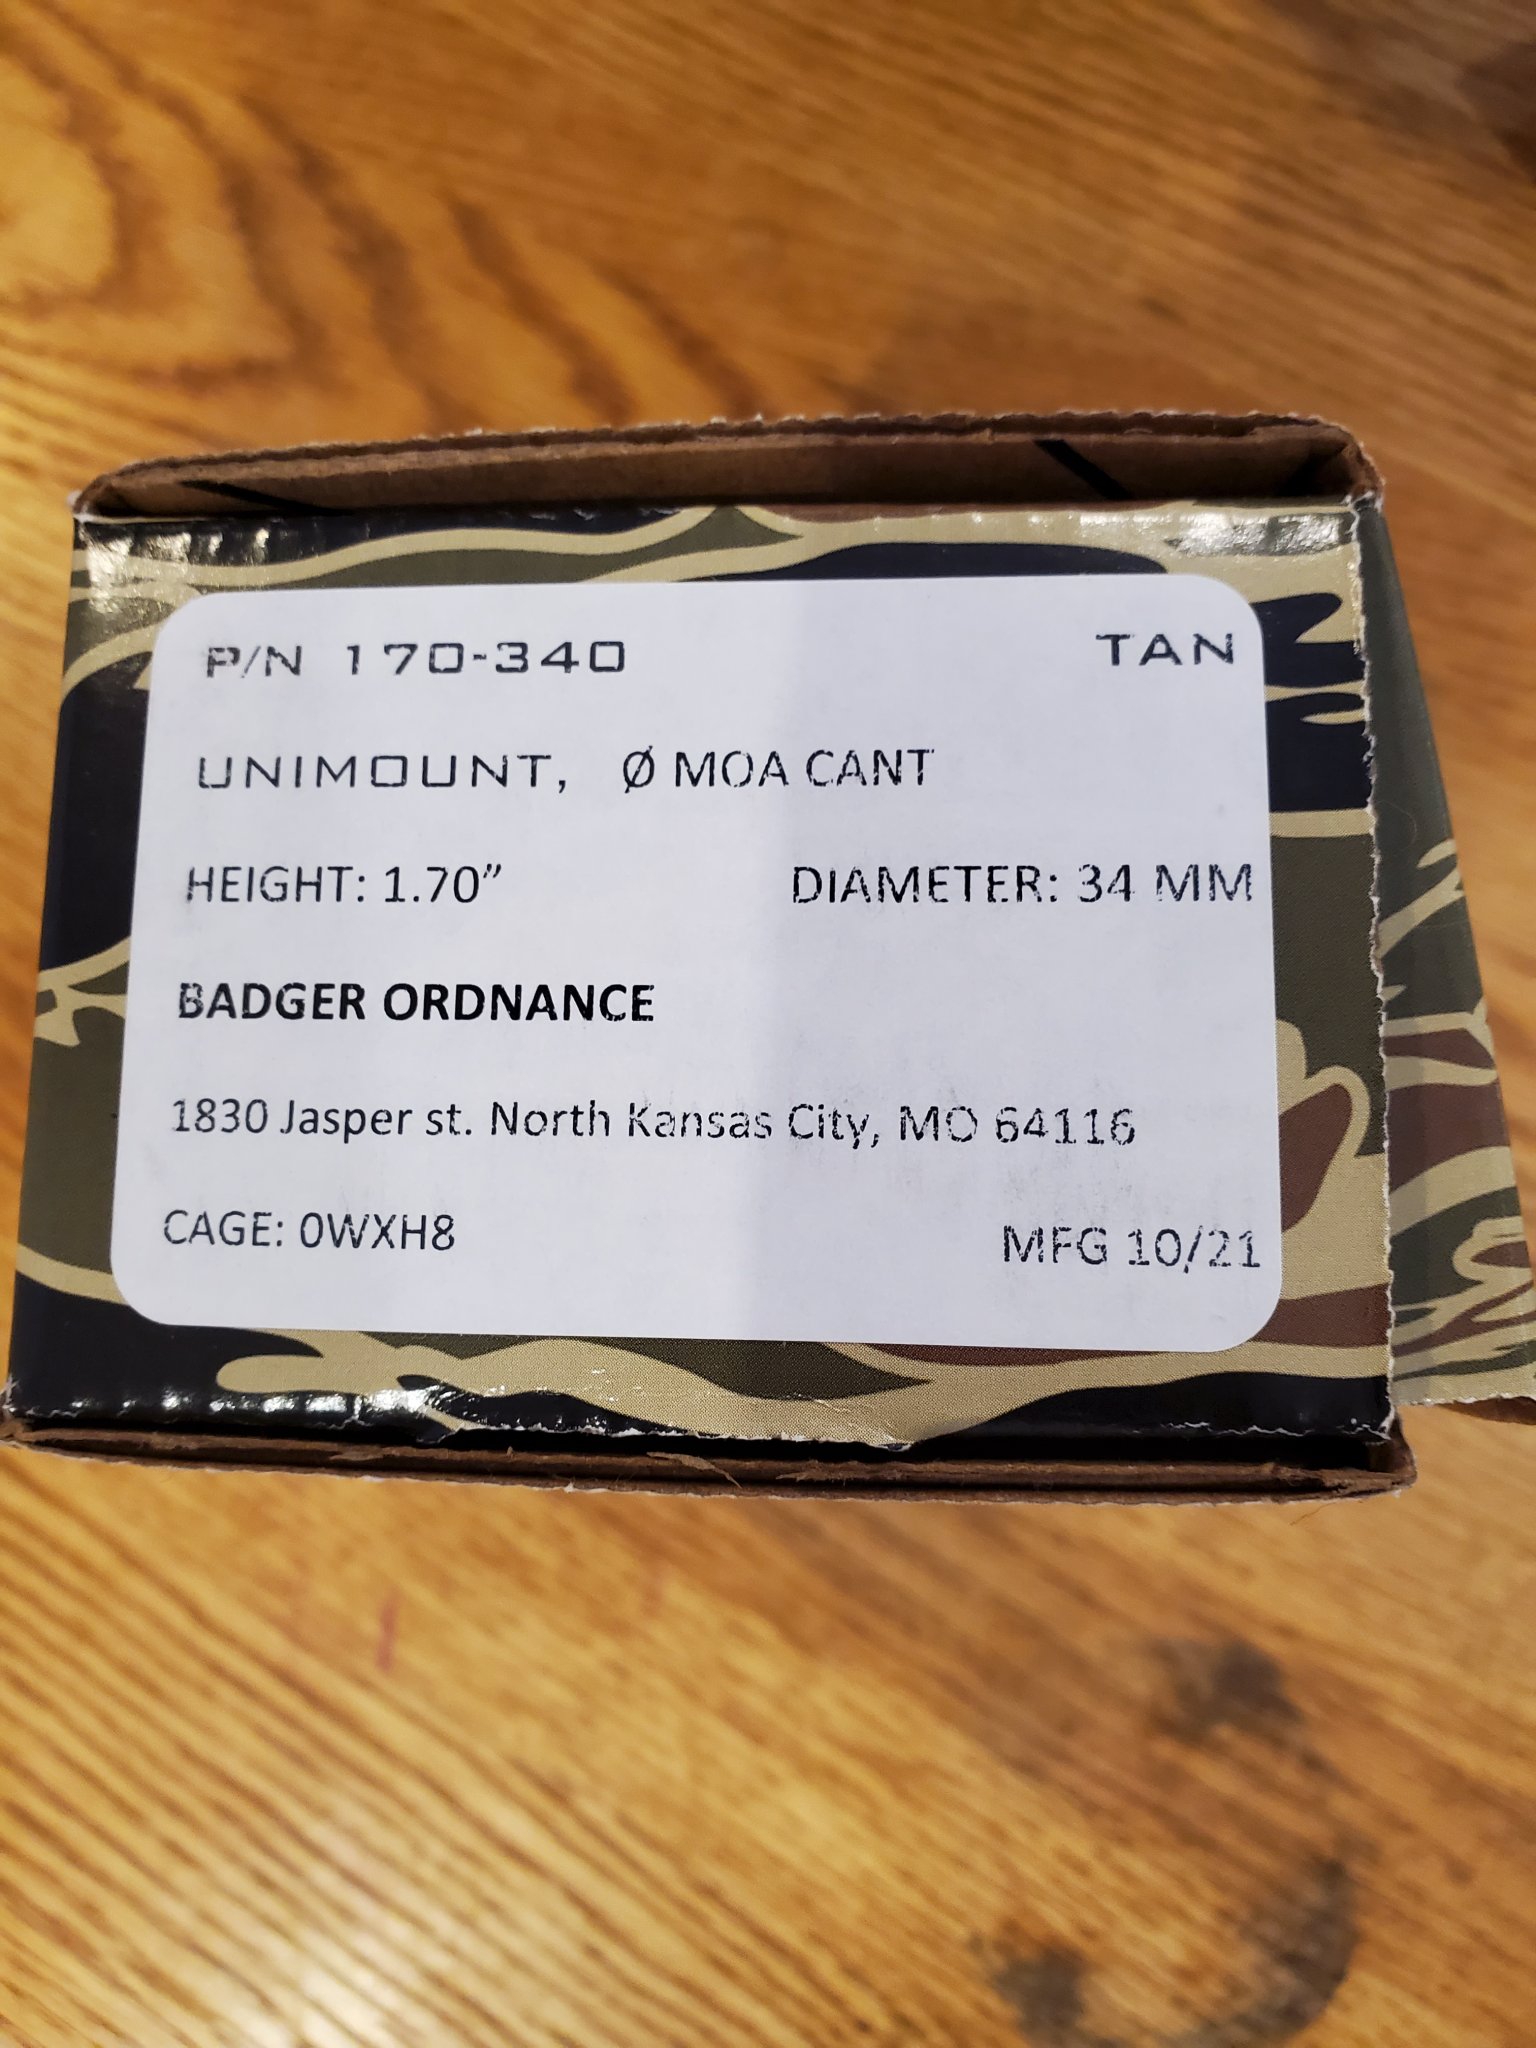 P/N 170-340 TAN
UNIMOUNT, Ø MOA CANT
HEIGHT: 1.70” DIAMETER: 34 MM
BADGER ORDNANCE
1830 Jasper st. North Kansas City, MO 64116
CAGE: 0WXH8 MFG 10/21